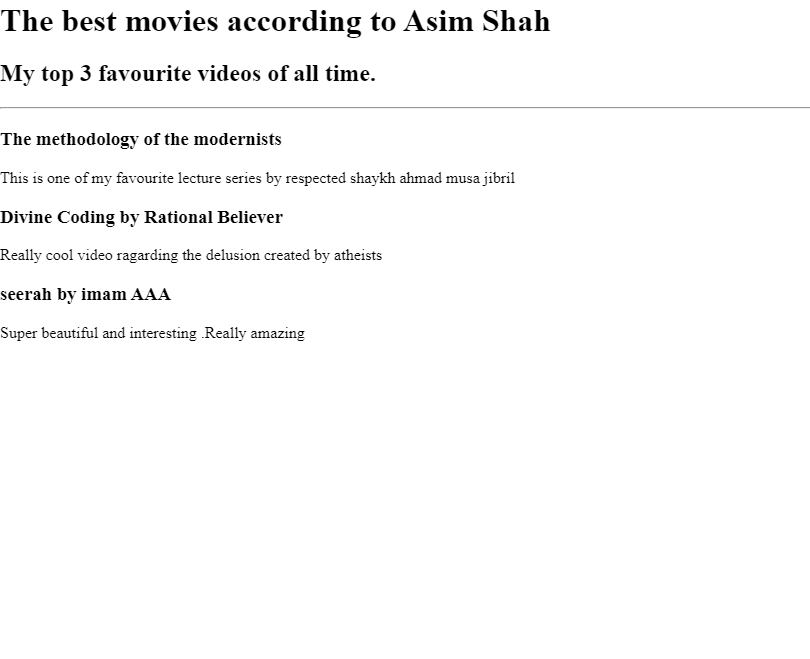 The best movies according to Asim Shah
My top 3 favourite videos of all time.
The methodology of the modernists
This is one of my favourite lecture series by respected shaykh ahmad musa jibril
Divine Coding by Rational Believer
Really cool video ragarding the delusion created by atheists
seerah by imam AAA
Super beautiful and interesting .Really amazing